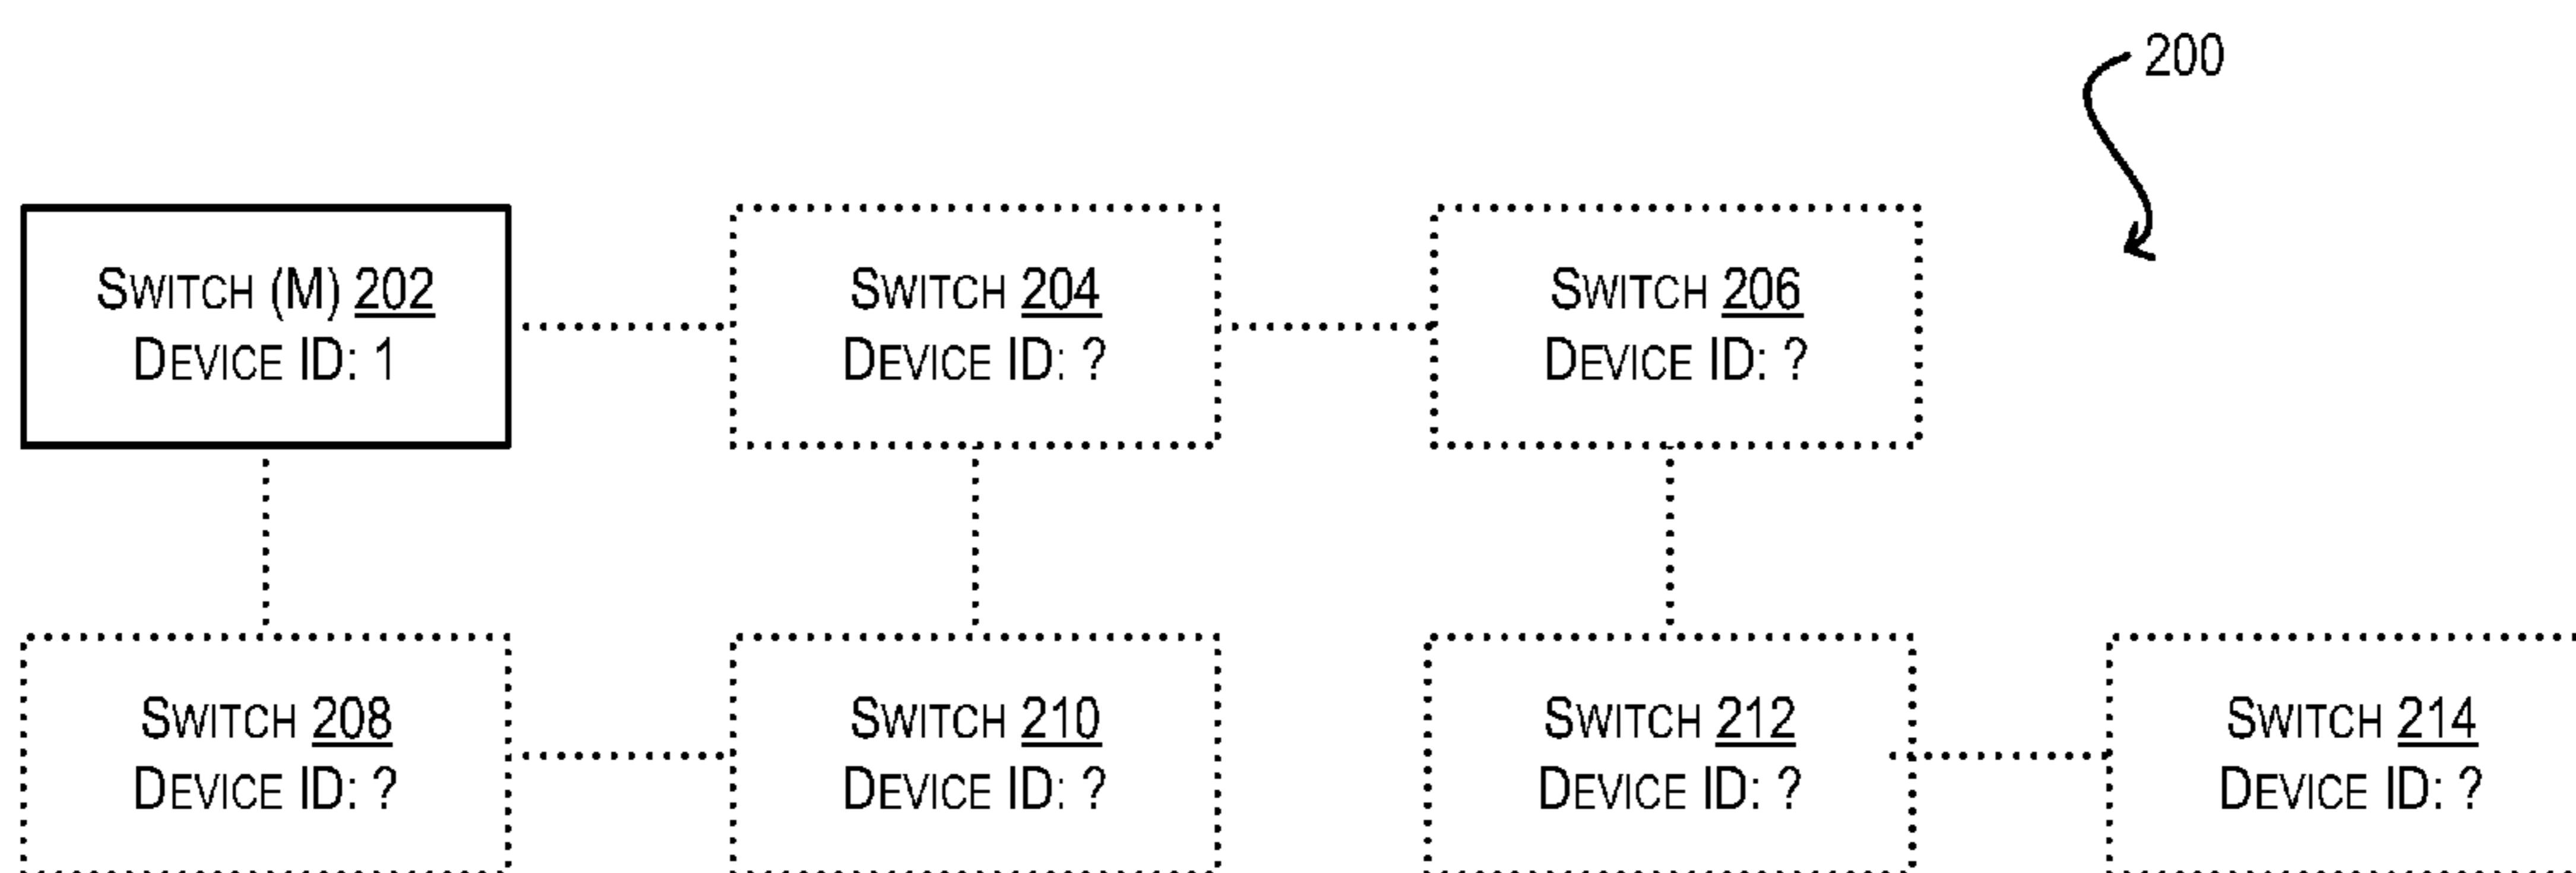 200
Switch (M) 202
Device ID: 1
Switch 204
Device ID: ?
Switch 206
Device ID: ?
Switch 208
Device ID: ?
Switch 210
Device ID: ?
Switch 212
Device ID: ?
Switch 214
Device ID: ?